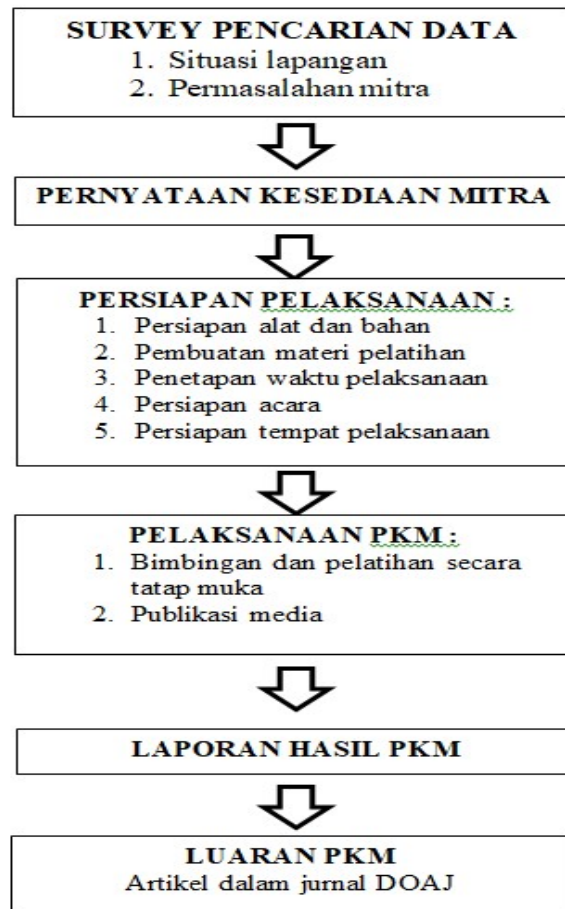 SURVEY PENCARIAN DATA
1. Situasi lapangan
2. Permasalahan mitra
PERNYATAAN KESEDIAAN MITRA
PERSIAPAN PELAKSANAAN :
1. Persiapan alat dan bahan
2. Pembuatan materi pelatihan
3. Penetapan waktu pelaksanaan
4. Persiapan acara
5. Persiapan tempat pelaksanaan
PELAKSANAAN PKM :
1. Bimbingan dan pelatihan secara
tatap muka
2. Publikasi media
LAPORAN HASIL PKM
LUARAN PKM
Artikel dalam jurnal DOAJ